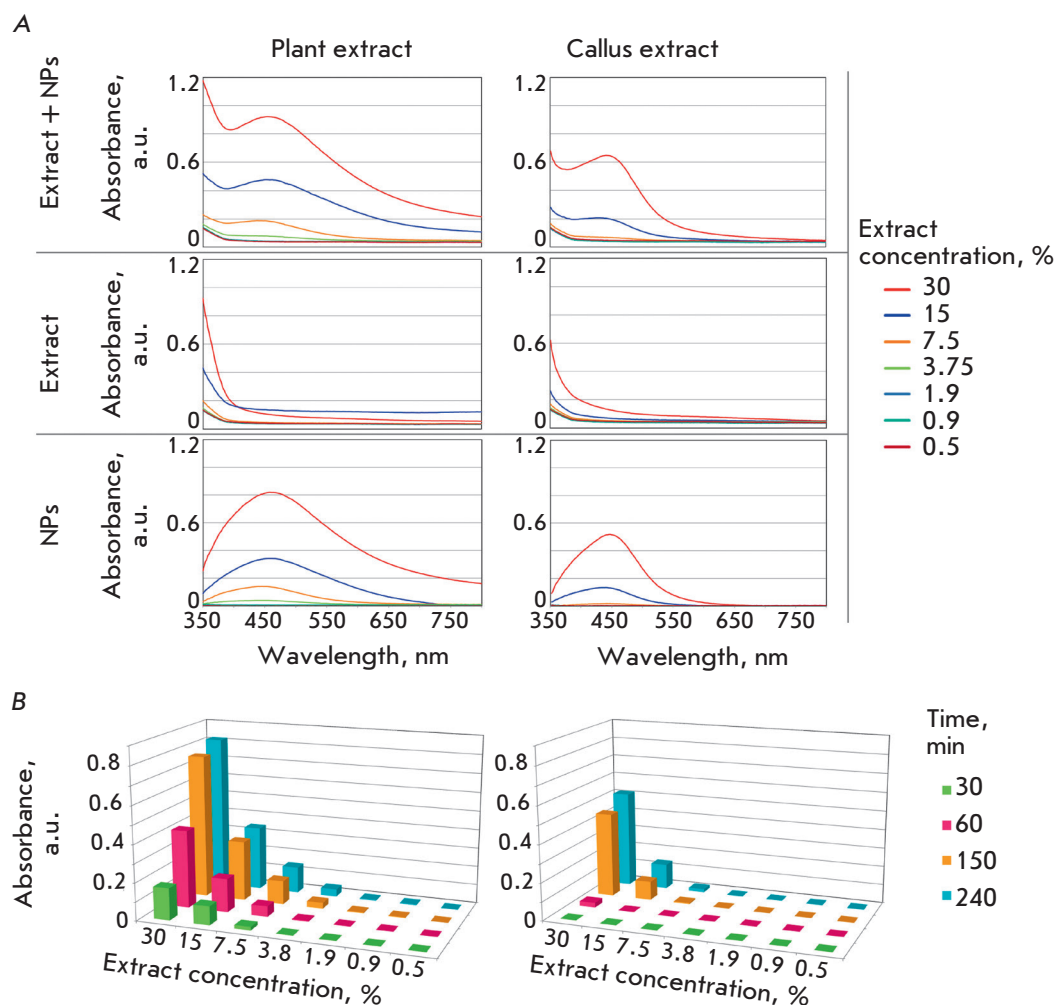 A
Plant extract
Callus extract
Extract + NPs
Absorbance,
a.u.
1.2
0.6
0
1.2
0.6
0
Extract
Absorbance,
a.u.
1.2
0.6
0
1.2
0.6
0
NPs
Absorbance,
a.u.
1.2
0.6
0
1.2
0.6
0
350 450 550 650 750
350 450 550 650 750
Wavelength, nm
Wavelength, nm
Extract
concentration, %
30
15
7.5
3.75
1.9
0.9
0.5
B
Absorbance,
a.u.
0.8
0.6
0.4
0.2
0
30 15 7.5 3.8 1.9 0.9 0.5
Extract concentration, %
0.8
0.6
0.4
0.2
0
30 15 7.5 3.8 1.9 0.9 0.5
Extract concentration, %
Time,
min
30
60
150
240